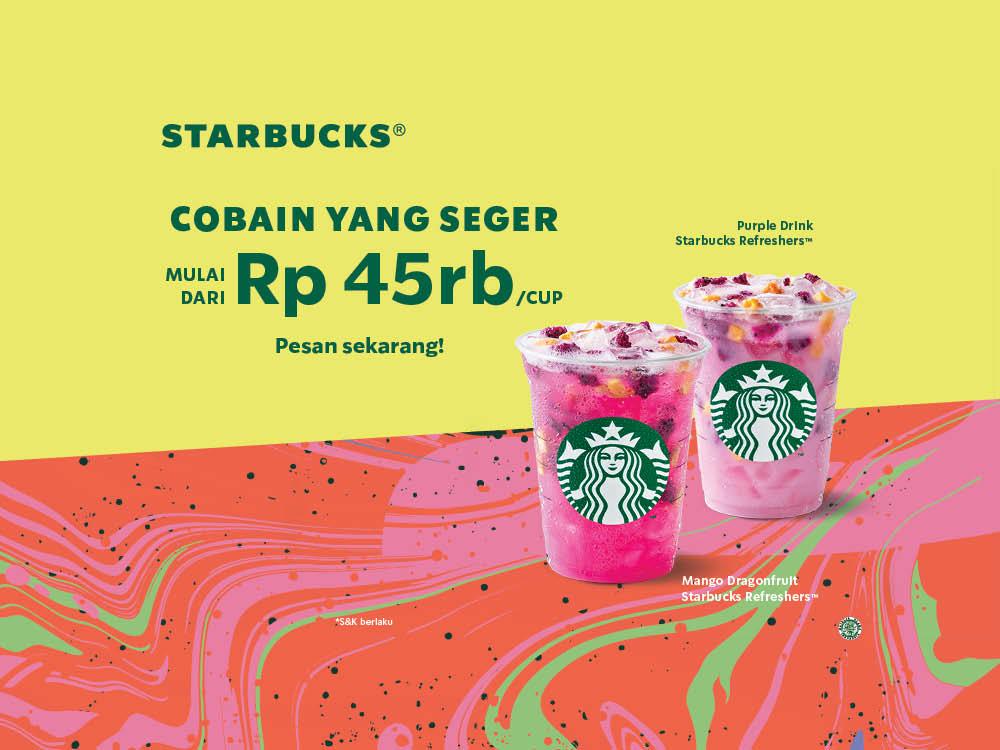 STARBUCKS®
COBAIN YANG SEGER
MULAI
DARI
Rp 45rb/CUP
Pesan sekarang!
Purple Drink
Starbucks Refreshers™
Mango Dragonfruit
Starbucks Refreshers™
*S&K berlaku